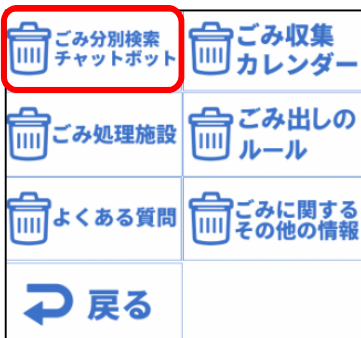 ごみ分別検索
チャットボット
ごみ収集
カレンダー
ごみ処理施設
ごみ出しの
ルール
よくある質問
ごみに関する
その他の情報
戻る